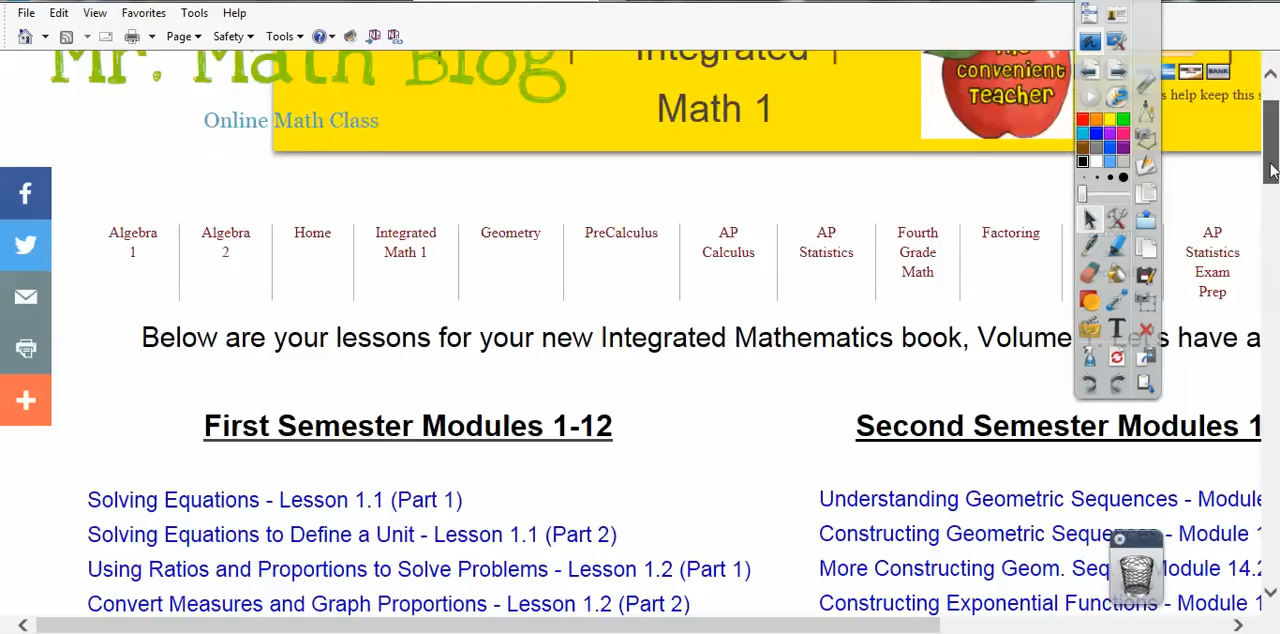 File Edit View Favorites Tools Help
Page Safety Tools
Mr. Math Blog
Online Math Class
Integrated
Math 1
The
convenient
Teacher
BANK
s help keep this s
Algebra 1
Algebra 2
Home
Integrated Math 1
Geometry
PreCalculus
AP Calculus
AP Statistics
Fourth Grade Math
Factoring
AP Statistics Exam Prep
Below are your lessons for your new Integrated Mathematics book, Volume 1. Let's have a
First Semester Modules 1-12
Solving Equations - Lesson 1.1 (Part 1)
Solving Equations to Define a Unit - Lesson 1.1 (Part 2)
Using Ratios and Proportions to Solve Problems - Lesson 1.2 (Part 1)
Convert Measures and Graph Proportions - Lesson 1.2 (Part 2)
Second Semester Modules 1
Understanding Geometric Sequences - Module
Constructing Geometric Sequences - Module 1
More Constructing Geom. Seq Module 14.2
Constructing Exponential Functions - Module 1